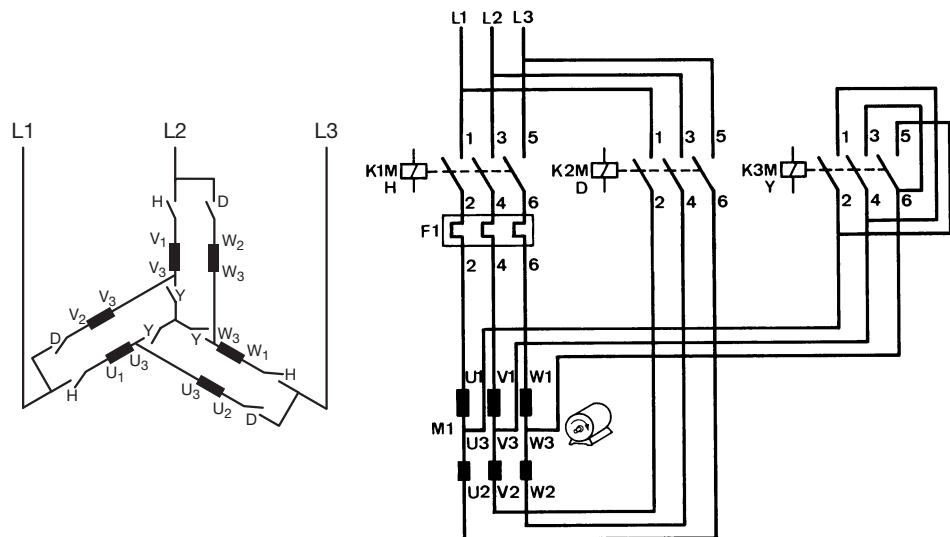 L1 L2 L3
H D
V1 W2
V3 W3
V3 Y
V2
D Y Y W3
W1
U3
U1 U3 H
H U2
D
L1 L2 L3
1 3 5 1 3 5 1 3 5
K1M K2M K3M
H D Y
2 4 6 2 4 6 2 4 6
F1
2 4 6
U1 V1 W1
M1
U3 V3 W3
U2 V2 W2